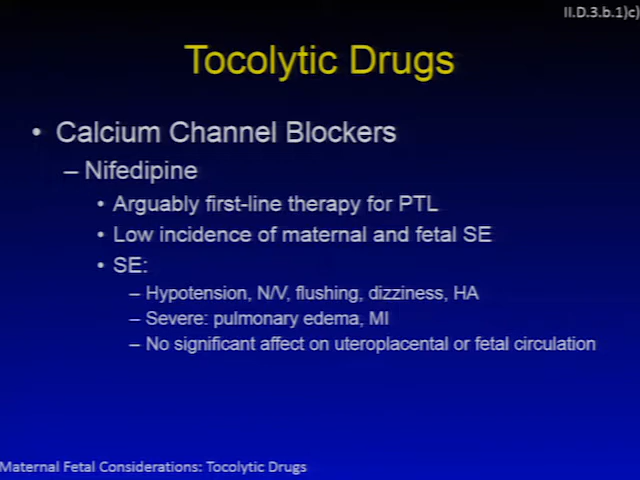 II.D.3.b.1)c)
Tocolytic Drugs
• Calcium Channel Blockers
– Nifedipine
• Arguably first-line therapy for PTL
• Low incidence of maternal and fetal SE
• SE:
– Hypotension, N/V, flushing, dizziness, HA
– Severe: pulmonary edema, MI
– No significant affect on uteroplacental or fetal circulation
Maternal Fetal Considerations: Tocolytic Drugs